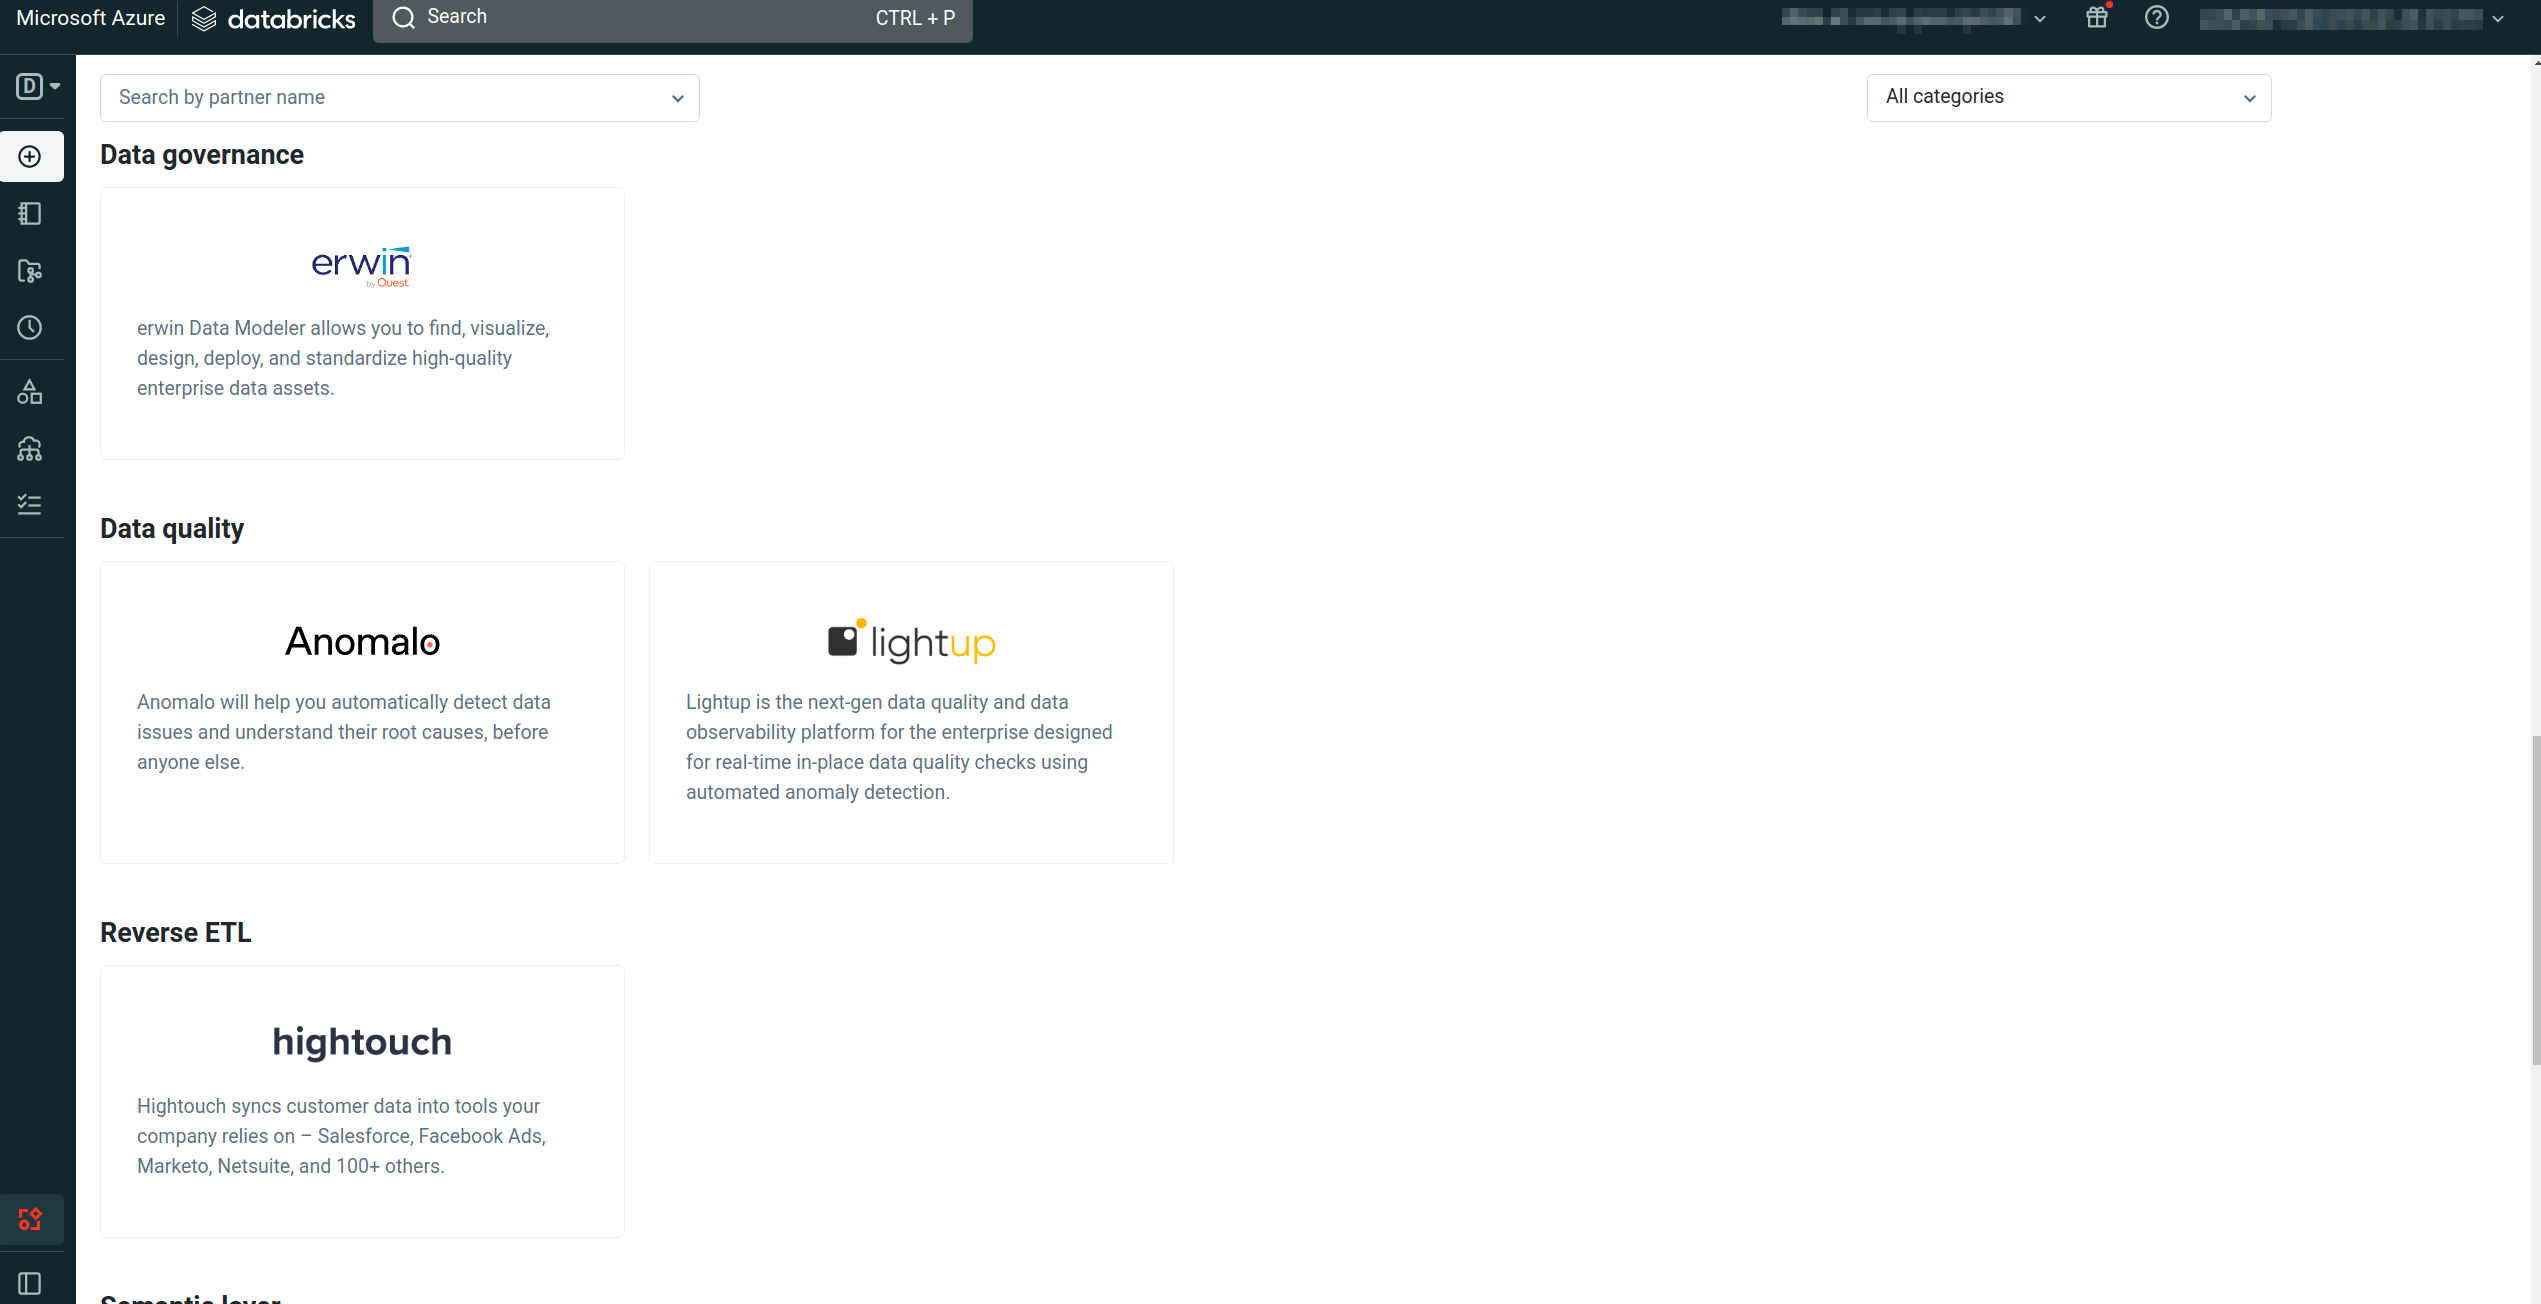 Microsoft Azure databricks Search CTRL + P
D
Search by partner name All categories
Data governance
erwin
by Quest
erwin Data Modeler allows you to find, visualize,
design, deploy, and standardize high-quality
enterprise data assets.
Data quality
Anomalo
Anomalo will help you automatically detect data
issues and understand their root causes, before
anyone else.
lightup
Lightup is the next-gen data quality and data
observability platform for the enterprise designed
for real-time in-place data quality checks using
automated anomaly detection.
Reverse ETL
hightouch
Hightouch syncs customer data into tools your
company relies on – Salesforce, Facebook Ads,
Marketo, Netsuite, and 100+ others.
Semantic layer